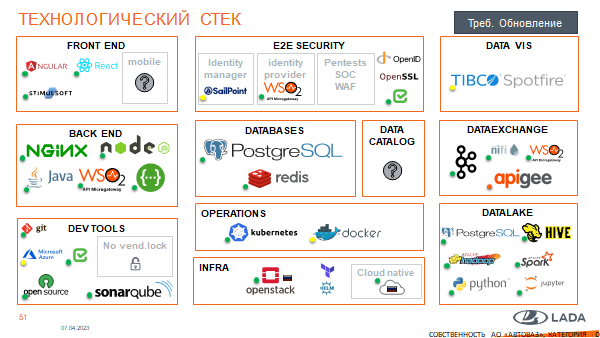 ТЕХНОЛОГИЧЕСКИЙ СТЕК
Треб. Обновление
FRONT END
ANGULAR
React
mobile
STiMULSOFT
E2E SECURITY
Identity manager
SailPoint
identity provider
WSO2
API Microgateway
Pentests
SOC
WAF
OpenID
OpenSSL
DATA VIS
TIBCO Spotfire
BACK END
NGINX
node
JS
Java
WSO2
API Microgateway
DATABASES
PostgreSQL
redis
DATA CATALOG
DATAEXCHANGE
nifi
WSO2
API Microgateway
apigee
DEV TOOLS
git
Microsoft Azure
No vend.lock
open source
sonarqube
OPERATIONS
kubernetes
docker
INFRA
openstack
HELM
Cloud native
DATALAKE
PostgreSQL
HIVE
hadoop
Spark
python
jupyter
51
07.04.2023
LADA
СОБСТВЕННОСТЬ АО «АВТОВАЗ», КАТЕГОРИЯ D